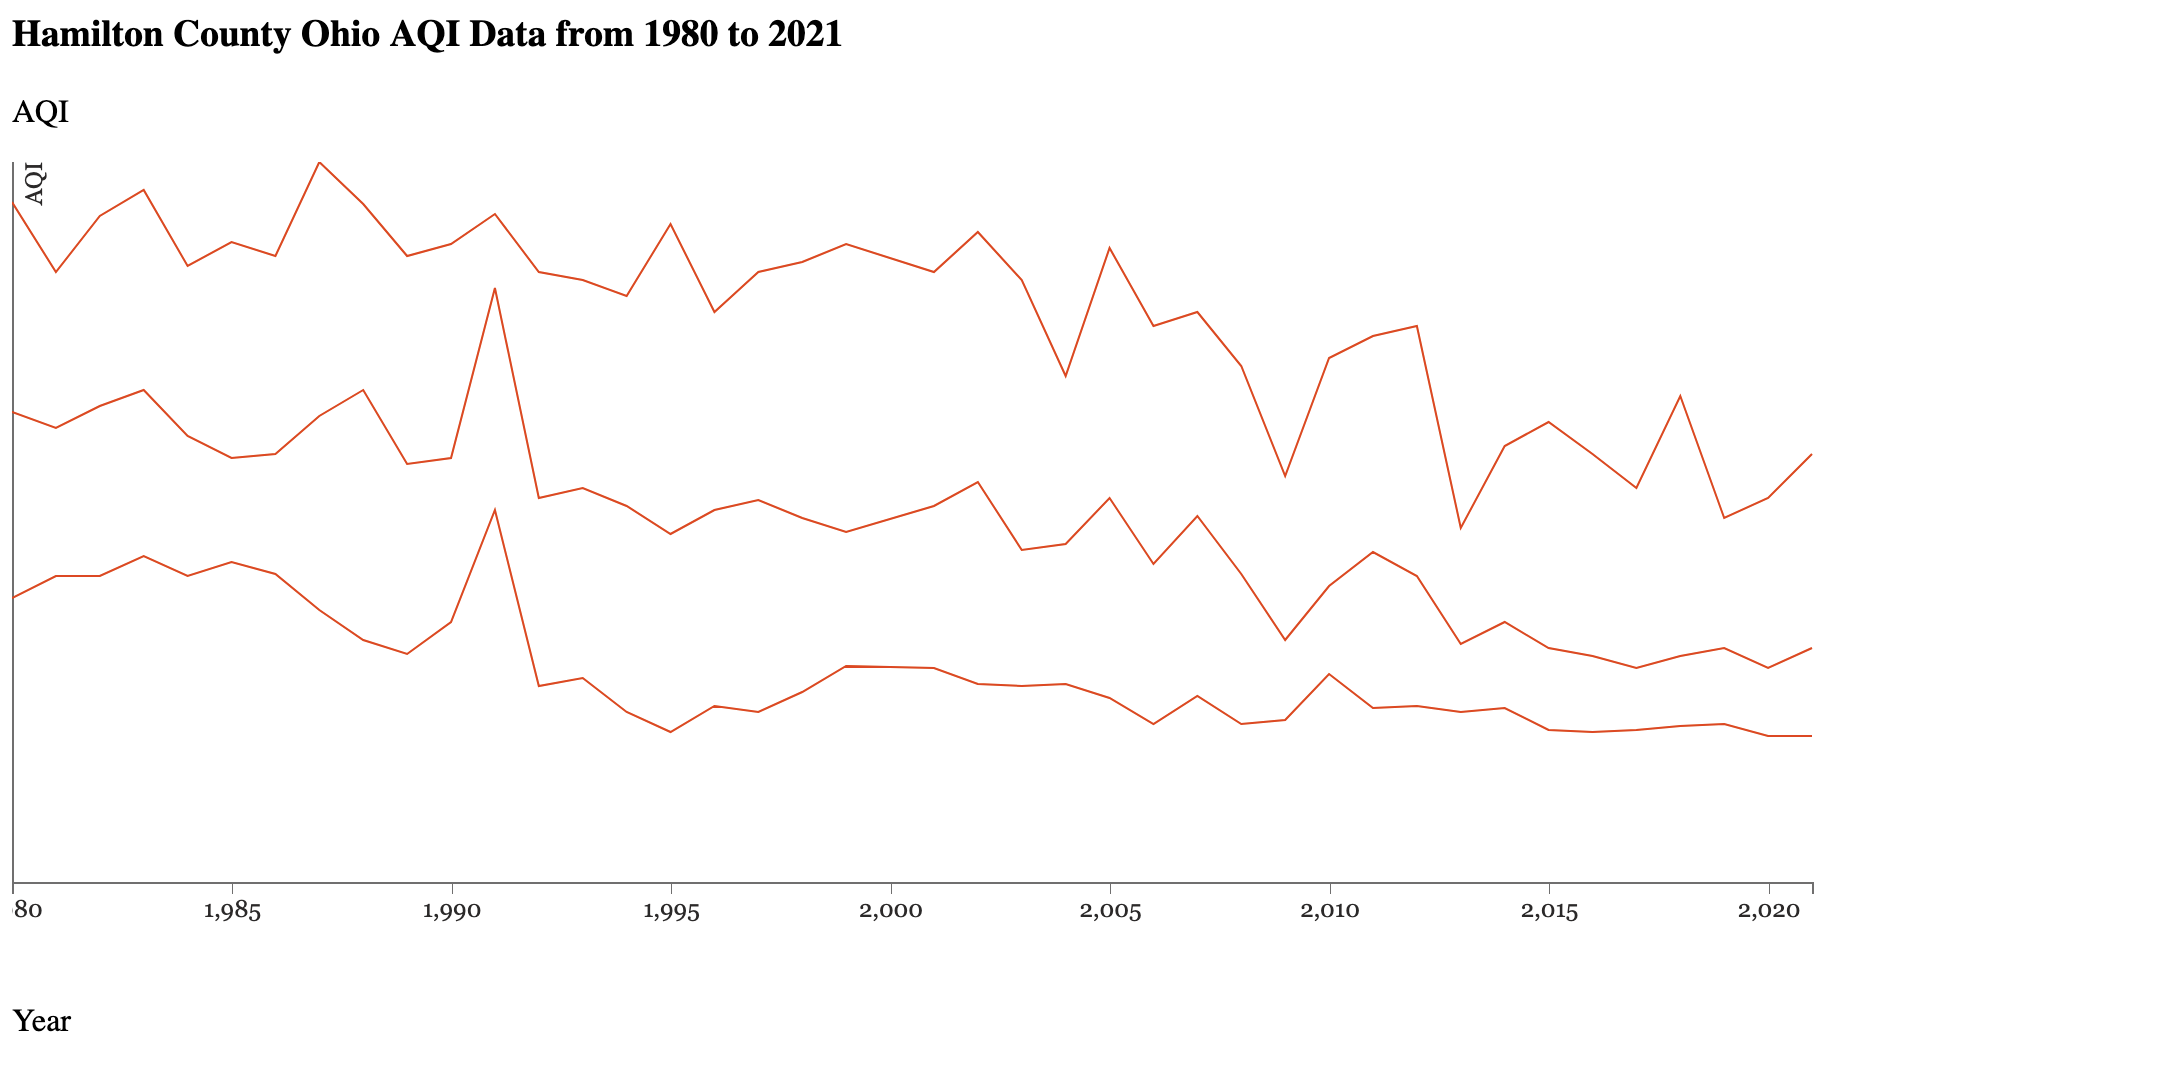 Hamilton County Ohio AQI Data from 1980 to 2021
AQI
AQI
80 1,985 1,990 1,995 2,000 2,005 2,010 2,015 2,020
Year